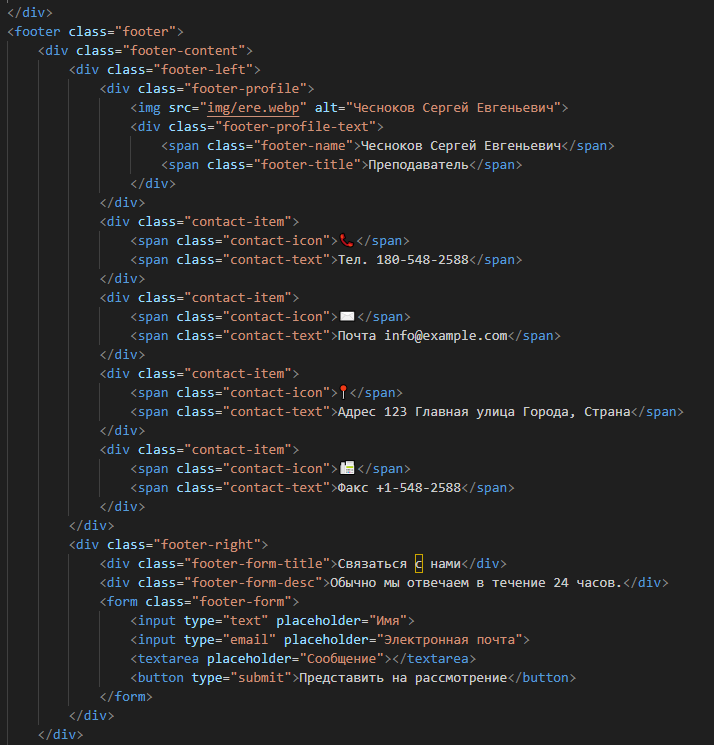 </div>
<footer class="footer">
<div class="footer-content">
<div class="footer-left">
<div class="footer-profile">
<img src="img/ere.webp" alt="Чесноков Сергей Евгеньевич">
<div class="footer-profile-text">
<span class="footer-name">Чесноков Сергей Евгеньевич</span>
<span class="footer-title">Преподаватель</span>
</div>
</div>
<div class="contact-item">
<span class="contact-icon">📞</span>
<span class="contact-text">Тел. 180-548-2588</span>
</div>
<div class="contact-item">
<span class="contact-icon">✉️</span>
<span class="contact-text">Почта info@example.com</span>
</div>
<div class="contact-item">
<span class="contact-icon">📍</span>
<span class="contact-text">Адрес 123 Главная улица Города, Страна</span>
</div>
<div class="contact-item">
<span class="contact-icon">📠</span>
<span class="contact-text">Факс +1-548-2588</span>
</div>
</div>
<div class="footer-right">
<div class="footer-form-title">Связаться с нами</div>
<div class="footer-form-desc">Обычно мы отвечаем в течение 24 часов.</div>
<form class="footer-form">
<input type="text" placeholder="Имя">
<input type="email" placeholder="Электронная почта">
<textarea placeholder="Сообщение"></textarea>
<button type="submit">Представить на рассмотрение</button>
</form>
</div>
</div>